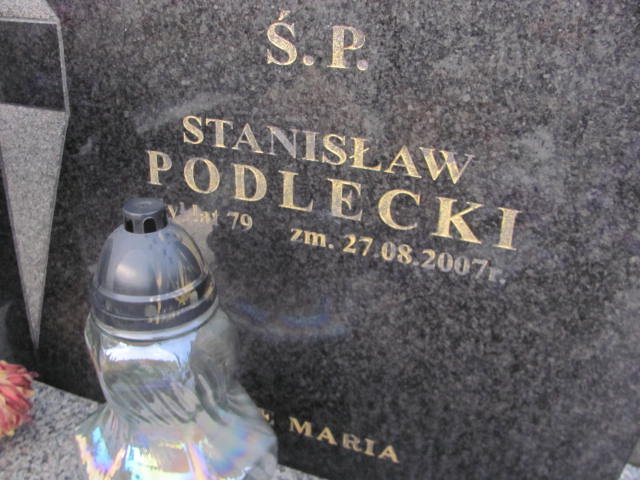 Ś.P.
STANISŁAW
PODLECKI
lat 79 zm. 27.08.2007r.
MARIA